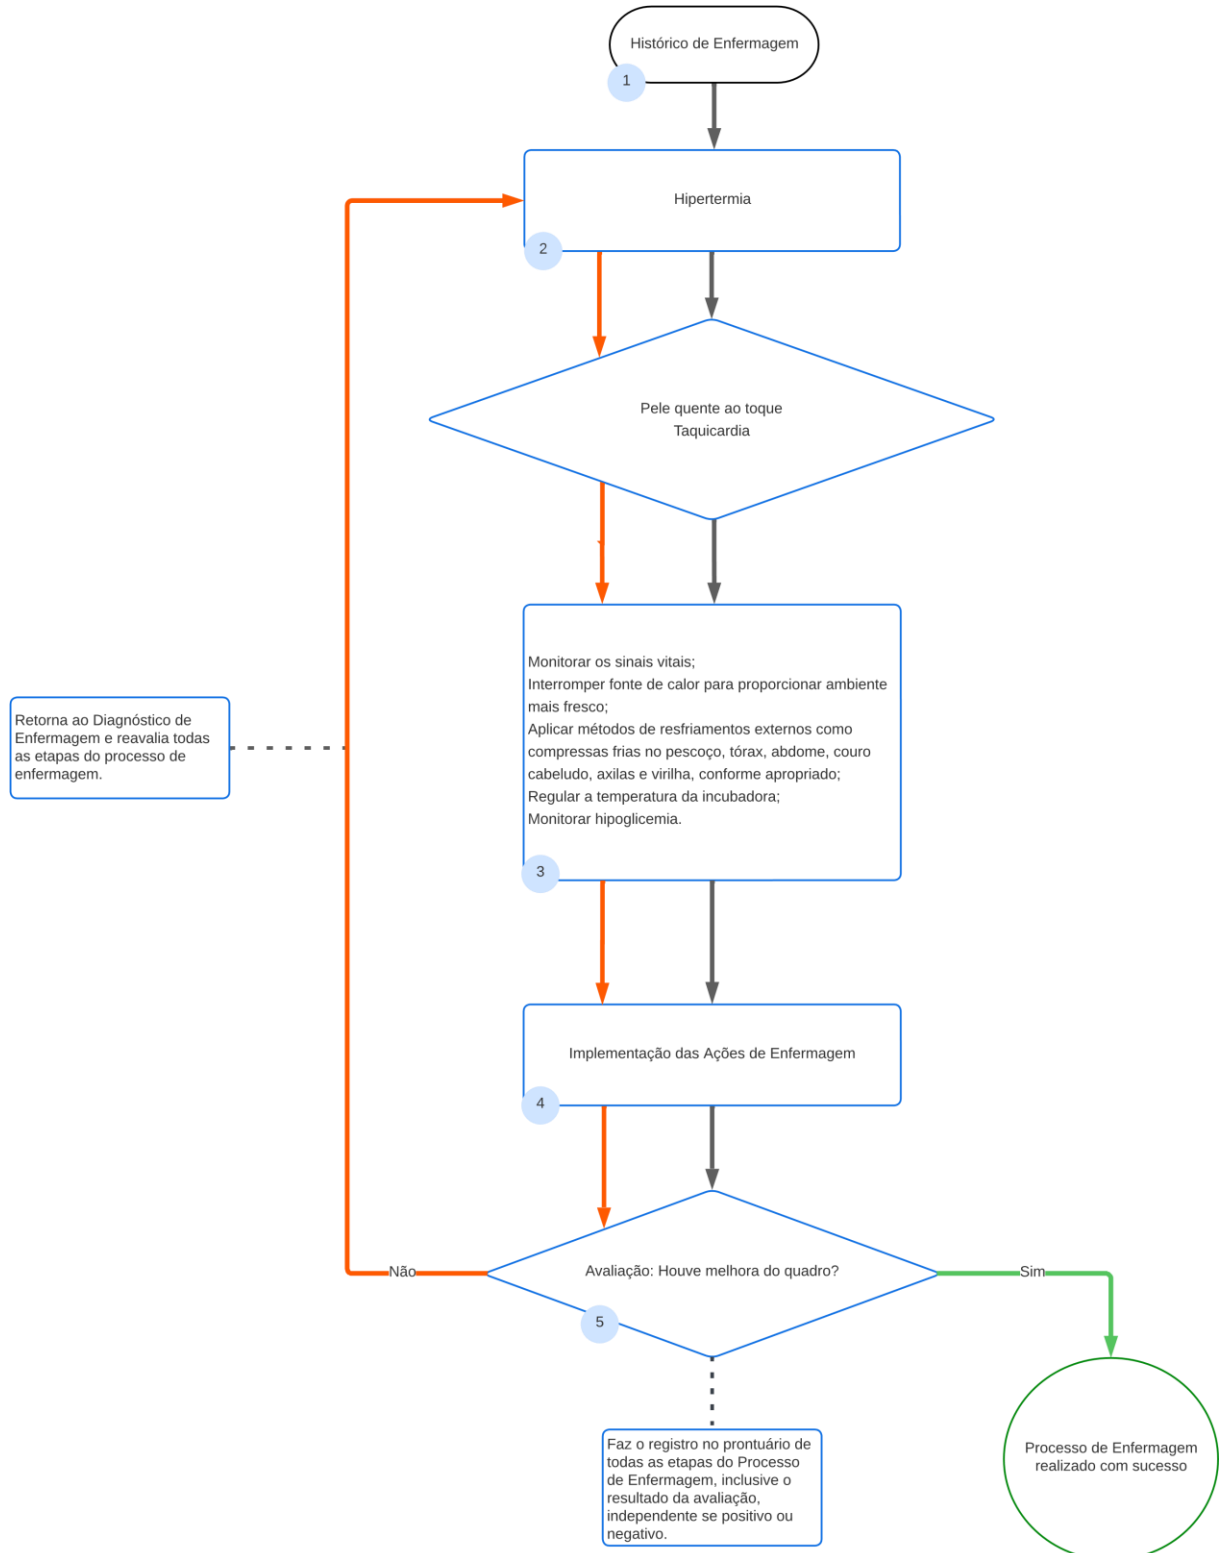 Histórico de Enfermagem
1
Hipertermia
2
Pele quente ao toque
Taquicardia
Monitorar os sinais vitais;
Interromper fonte de calor para proporcionar ambiente
mais fresco;
Aplicar métodos de resfriamentos externos como
compressas frias no pescoço, tórax, abdome, couro
cabeludo, axilas e virilha, conforme apropriado;
Regular a temperatura da incubadora;
Monitorar hipoglicemia.
3
Retorna ao Diagnóstico de
Enfermagem e reavalia todas
as etapas do processo de
enfermagem.
Implementação das Ações de Enfermagem
4
Não
Avaliação: Houve melhora do quadro?
Sim
5
Faz o registro no prontuário de
todas as etapas do Processo
de Enfermagem, inclusive o
resultado da avaliação,
independente se positivo ou
negativo.
Processo de Enfermagem
realizado com sucesso